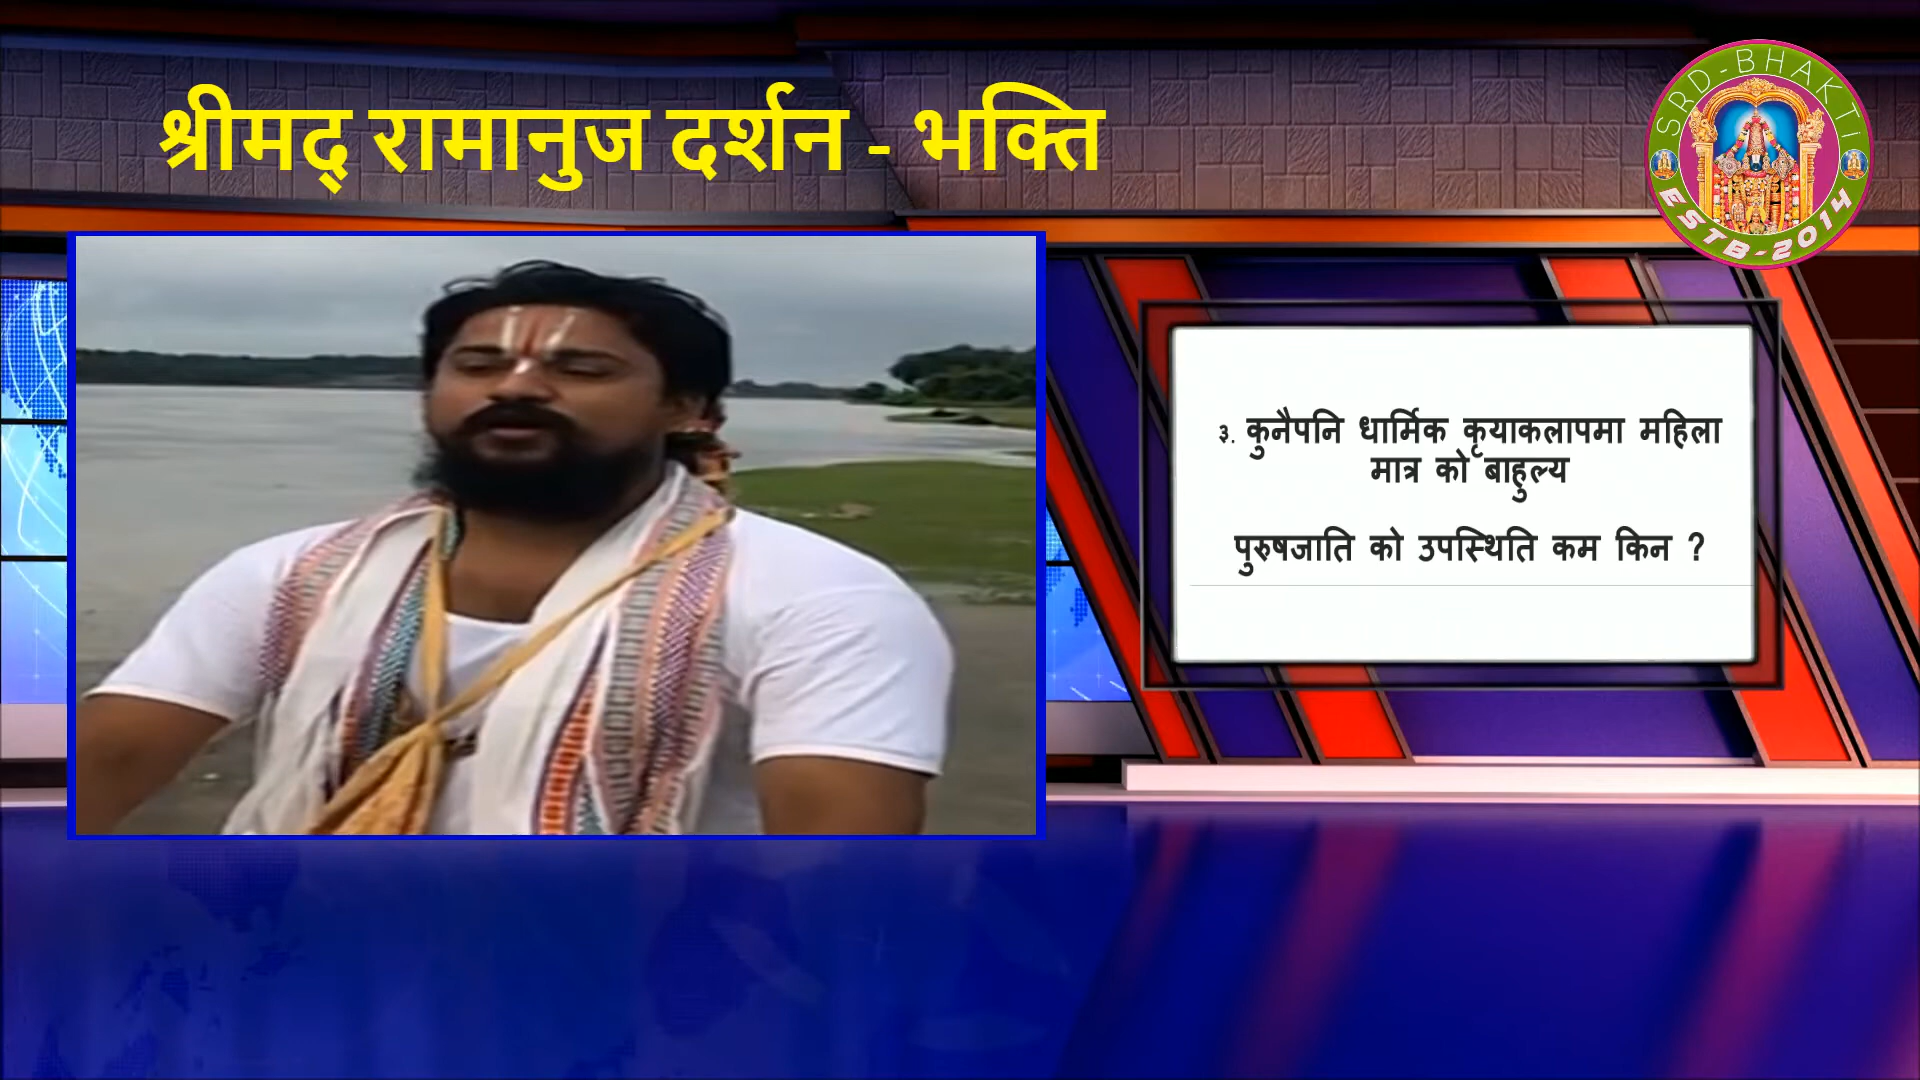 श्रीमद् रामानुज दर्शन - भक्ति
SRD-BHAKTI
ESTB-2014
३. कुनैपनि धार्मिक कृयाकलापमा महिला
मात्र को बाहुल्य
पुरुषजाति को उपस्थिति कम किन ?